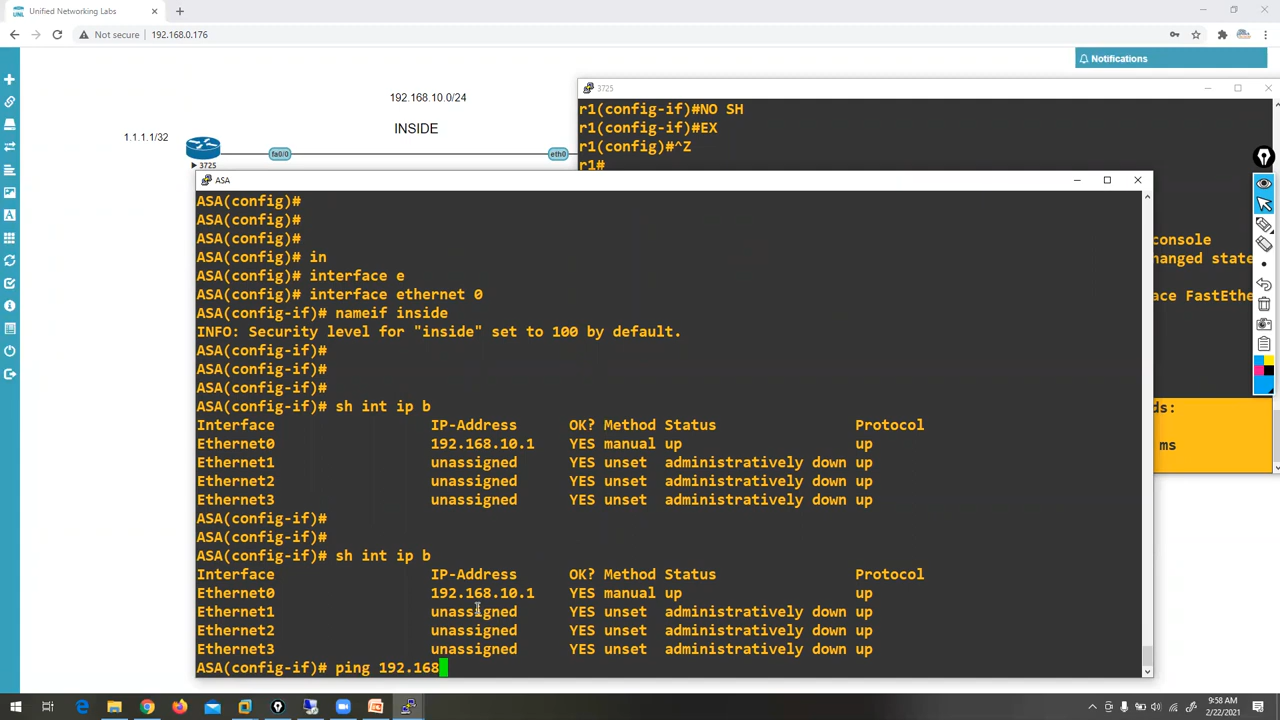 Unified Networking Labs
Not secure
192.168.0.176
Notifications
192.168.10.0/24
INSIDE
1.1.1.1/32
fa0/0
eth0
3725
3725
r1(config-if)#NO SH
r1(config-if)#EX
r1(config)#^Z
r1#
console
hanged state
ace FastEthe
ds:
ms
ASA
ASA(config)#
ASA(config)#
ASA(config)#
ASA(config)# in
ASA(config)# interface e
ASA(config)# interface ethernet 0
ASA(config-if)# nameif inside
INFO: Security level for "inside" set to 100 by default.
ASA(config-if)#
ASA(config-if)#
ASA(config-if)#
ASA(config-if)# sh int ip b
Interface IP-Address OK? Method Status Protocol
Ethernet0 192.168.10.1 YES manual up up
Ethernet1 unassigned YES unset administratively down up
Ethernet2 unassigned YES unset administratively down up
Ethernet3 unassigned YES unset administratively down up
ASA(config-if)#
ASA(config-if)#
ASA(config-if)# sh int ip b
Interface IP-Address OK? Method Status Protocol
Ethernet0 192.168.10.1 YES manual up up
Ethernet1 unassigned YES unset administratively down up
Ethernet2 unassigned YES unset administratively down up
Ethernet3 unassigned YES unset administratively down up
ASA(config-if)# ping 192.168
9:58 AM
2/22/2021